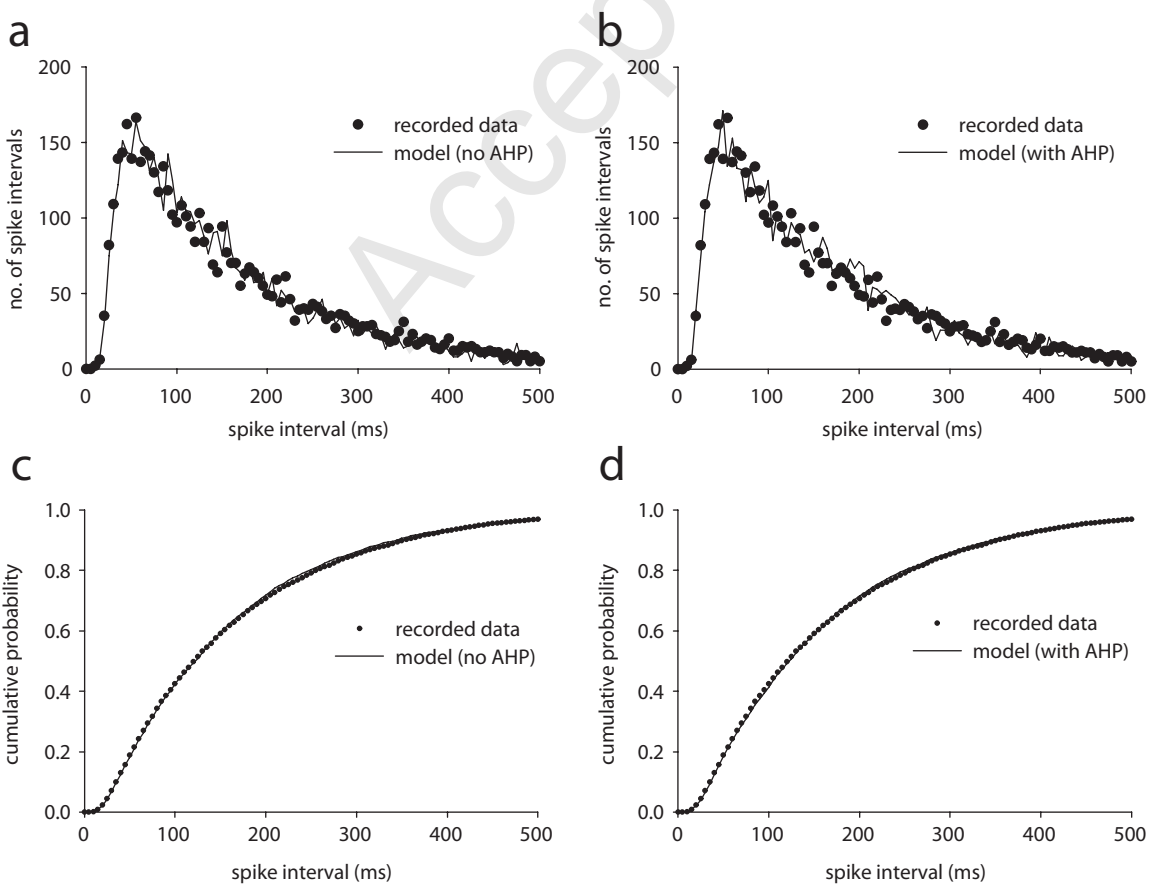 a
200
150
100
50
0
no. of spike intervals
recorded data
model (no AHP)
0 100 200 300 400 500
spike interval (ms)
b
200
150
100
50
0
no. of spike intervals
recorded data
model (with AHP)
0 100 200 300 400 500
spike interval (ms)
Accep
c
1.0
0.8
0.6
0.4
0.2
0.0
cumulative probability
recorded data
model (no AHP)
0 100 200 300 400 500
spike interval (ms)
d
1.0
0.8
0.6
0.4
0.2
0.0
cumulative probability
recorded data
model (with AHP)
0 100 200 300 400 500
spike interval (ms)